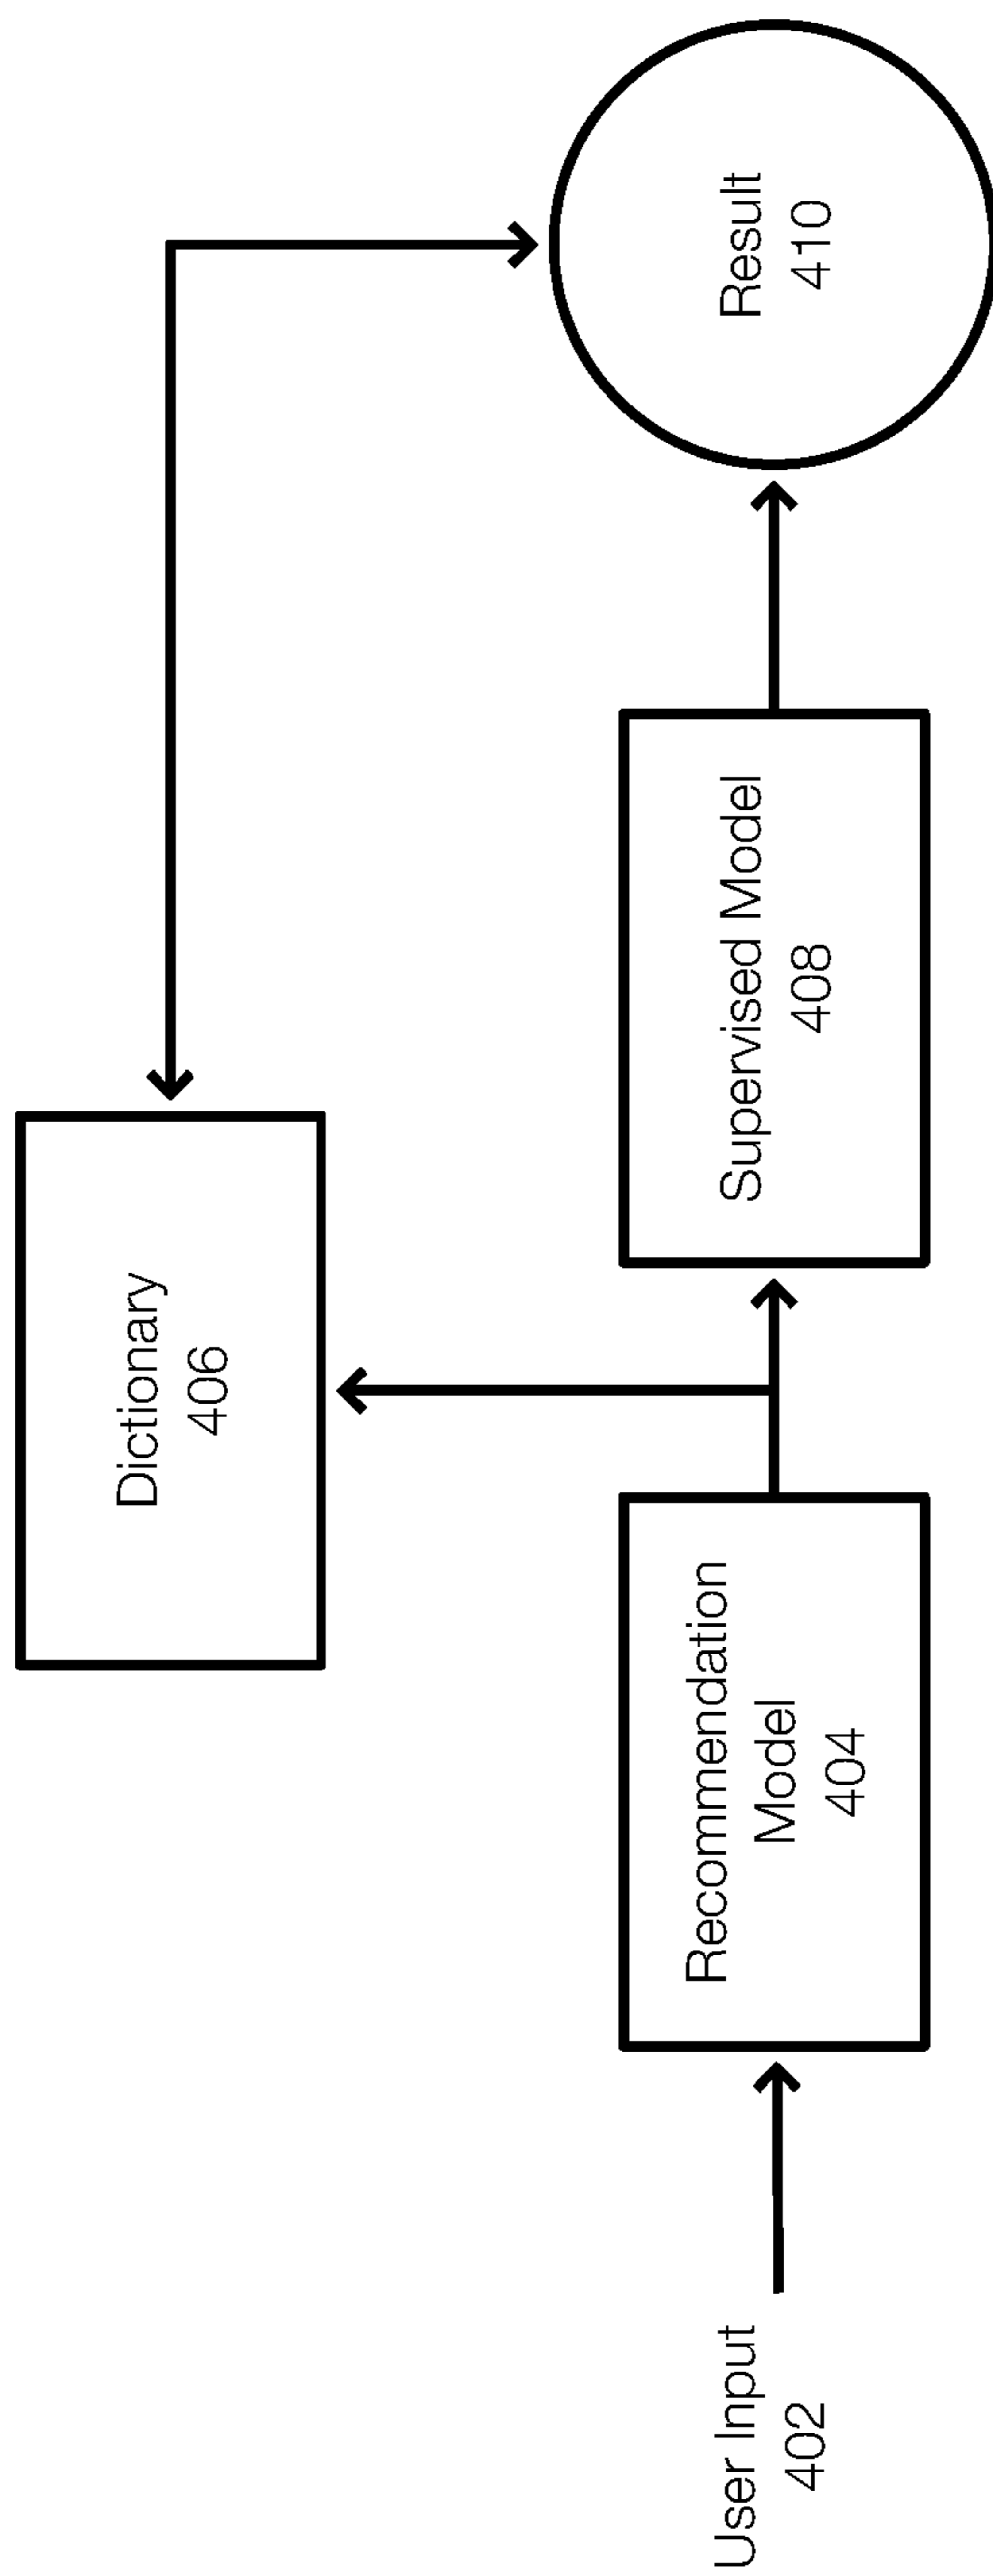 Dictionary
406
User Input
402
Recommendation
Model
404
Supervised Model
408
Result
410